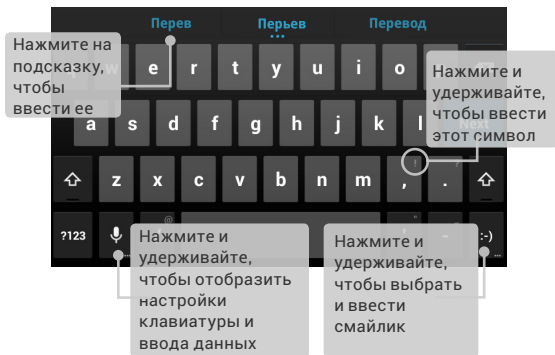 Перев Перьев Перевод
Нажмите на
подсказку,
чтобы
ввести ее
w e r t y u i o
Нажмите и
удерживайте,
чтобы ввести
этот символ
a s d f g h j k l Next
!
z x c v b n m , .
?123 @ " - :-)
Нажмите и
удерживайте,
чтобы отобразить
настройки
клавиатуры и
ввода данных
Нажмите и
удерживайте,
чтобы выбрать
и ввести
смайлик